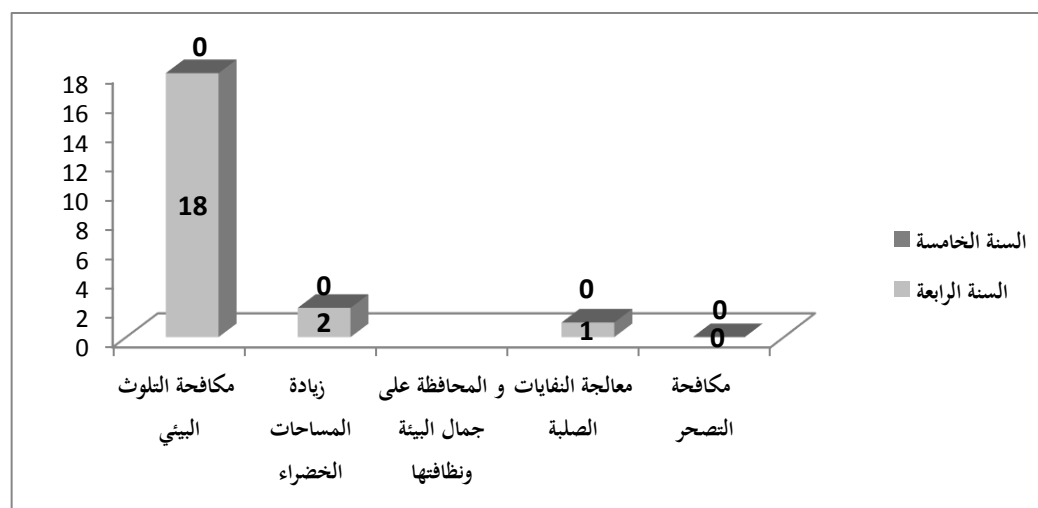 0
18
16
14
12
10
8
6
4
2
0
18
0
2
0
1
0
0
السنة الخامسة
السنة الرابعة
مكافحة التلوث
البيئي
زيادة
المساحات
الخضراء
و المحافظة على
جمال البيئة
ونظافتها
معالجة النفايات
الصلبة
مكافحة
التصحر